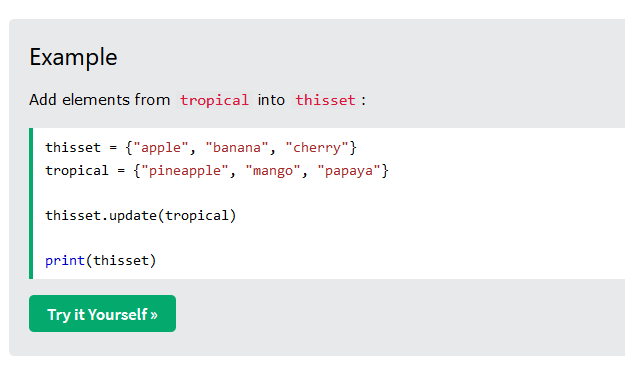 Example
Add elements from tropical into thisset:
thisset = {"apple", "banana", "cherry"}
tropical = {"pineapple", "mango", "papaya"}
thisset.update(tropical)
print(thisset)
Try it Yourself »